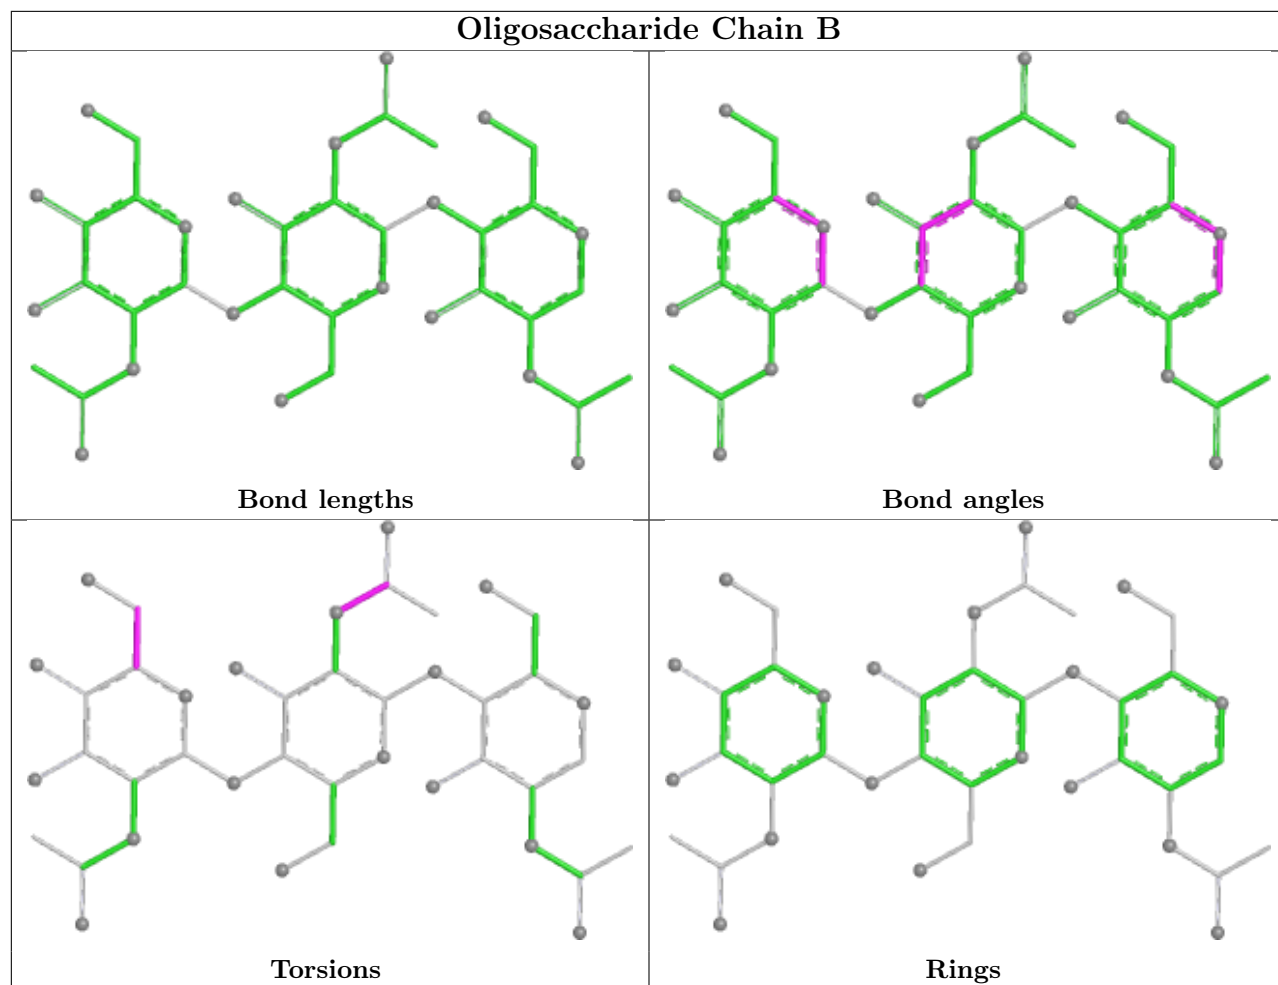 Oligosaccharide Chain B
Bond lengths
Bond angles
Torsions
Rings